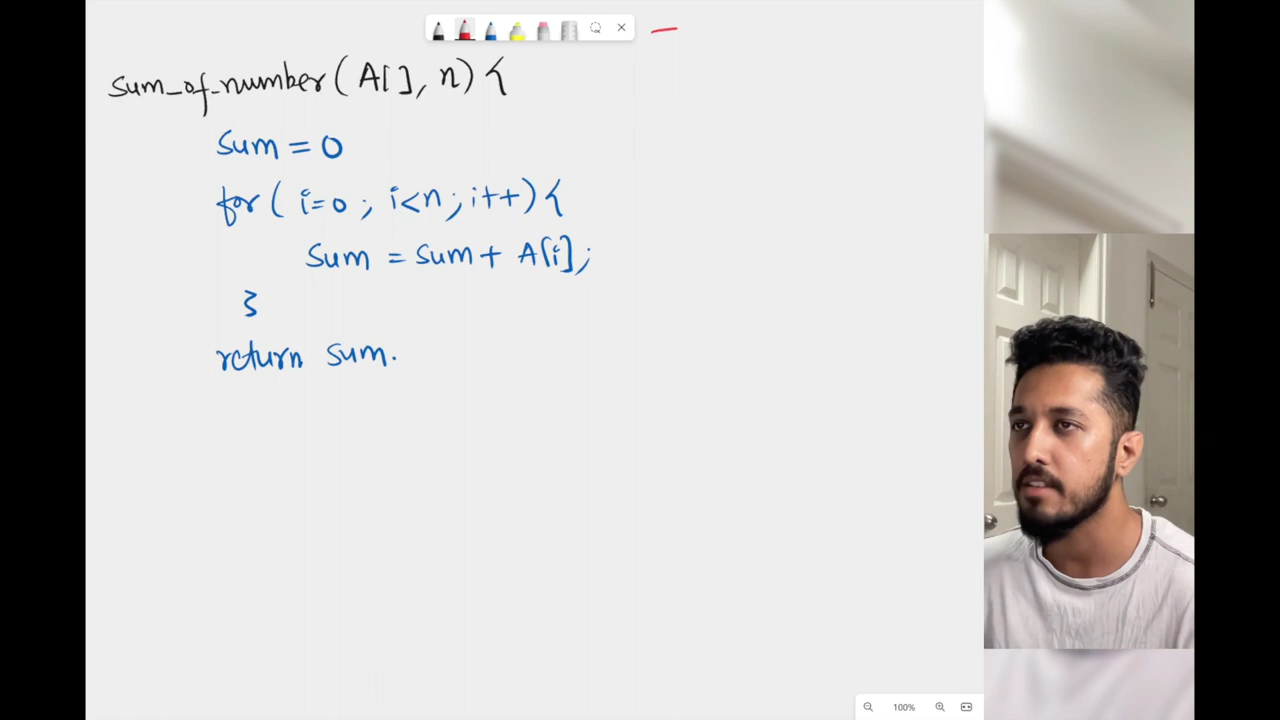 sum_of_number(A[], n){
sum = 0
for( i=0 ; i<n ; i++){
sum = sum + A[i];
}
return sum.
100%